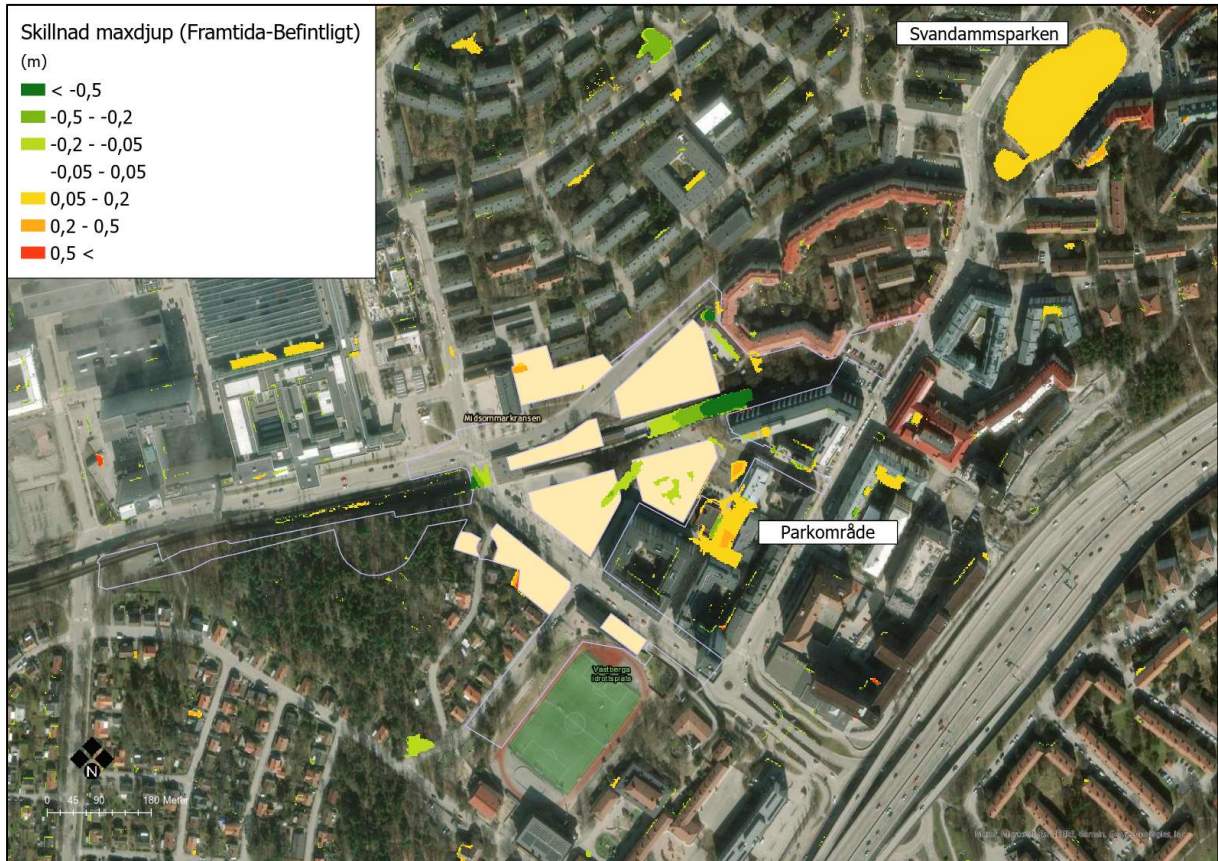 Skillnad maxdjup (Framtida-Befintligt)
(m)
< -0,5
-0,5 - -0,2
-0,2 - -0,05
-0,05 - 0,05
0,05 - 0,2
0,2 - 0,5
0,5 <
Svandammsparken
Midsommarkransen
Parkområde
Västberga
Idrottsplats
N
0 45 90 180 Meter